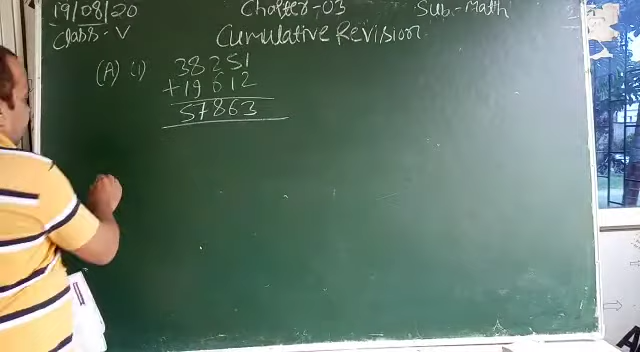 19/08/20 Chapter-03 Sub.-Math
Class-V Cumulative Revision
(A) (1) 38251
+19612
57863